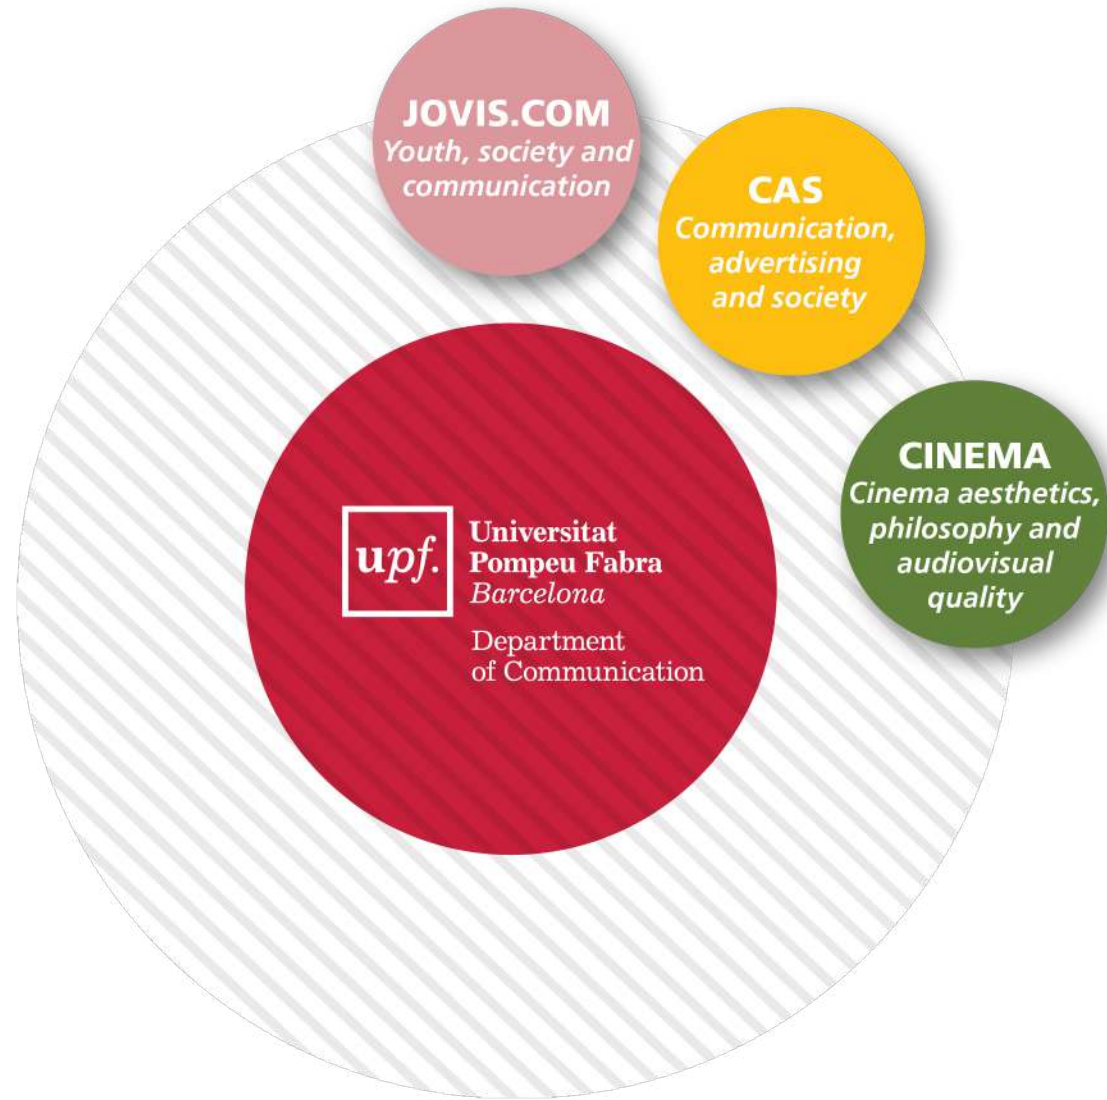 JOVIS.COM
Youth, society and
communication
CAS
Communication,
advertising
and society
CINEMA
Cinema aesthetics,
philosophy and
audiovisual
quality
upf.
Universitat
Pompeu Fabra
Barcelona
Department
of Communication